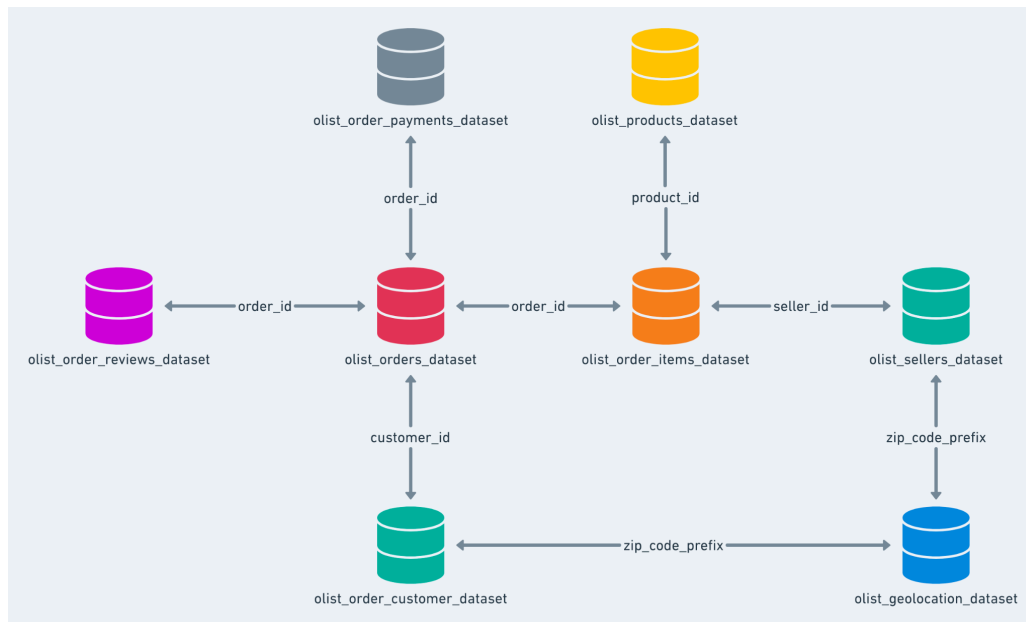 olist_order_payments_dataset
olist_products_dataset
order_id
product_id
order_id
order_id
seller_id
olist_order_reviews_dataset
olist_orders_dataset
olist_order_items_dataset
olist_sellers_dataset
customer_id
zip_code_prefix
zip_code_prefix
olist_order_customer_dataset
olist_geolocation_dataset